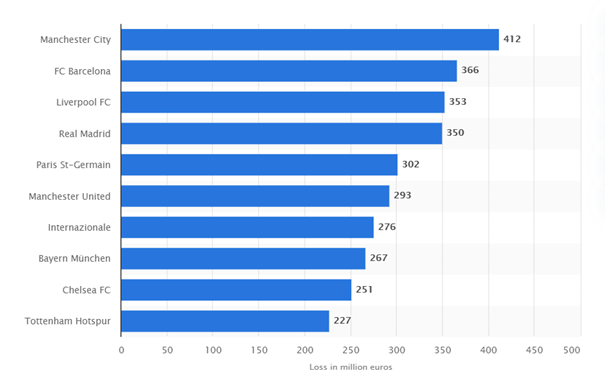 Manchester City 412
FC Barcelona 366
Liverpool FC 353
Real Madrid 350
Paris St-Germain 302
Manchester United 293
Internazionale 276
Bayern München 267
Chelsea FC 251
Tottenham Hotspur 227
0 50 100 150 200 250 300 350 400 450 500
Loss in million euros